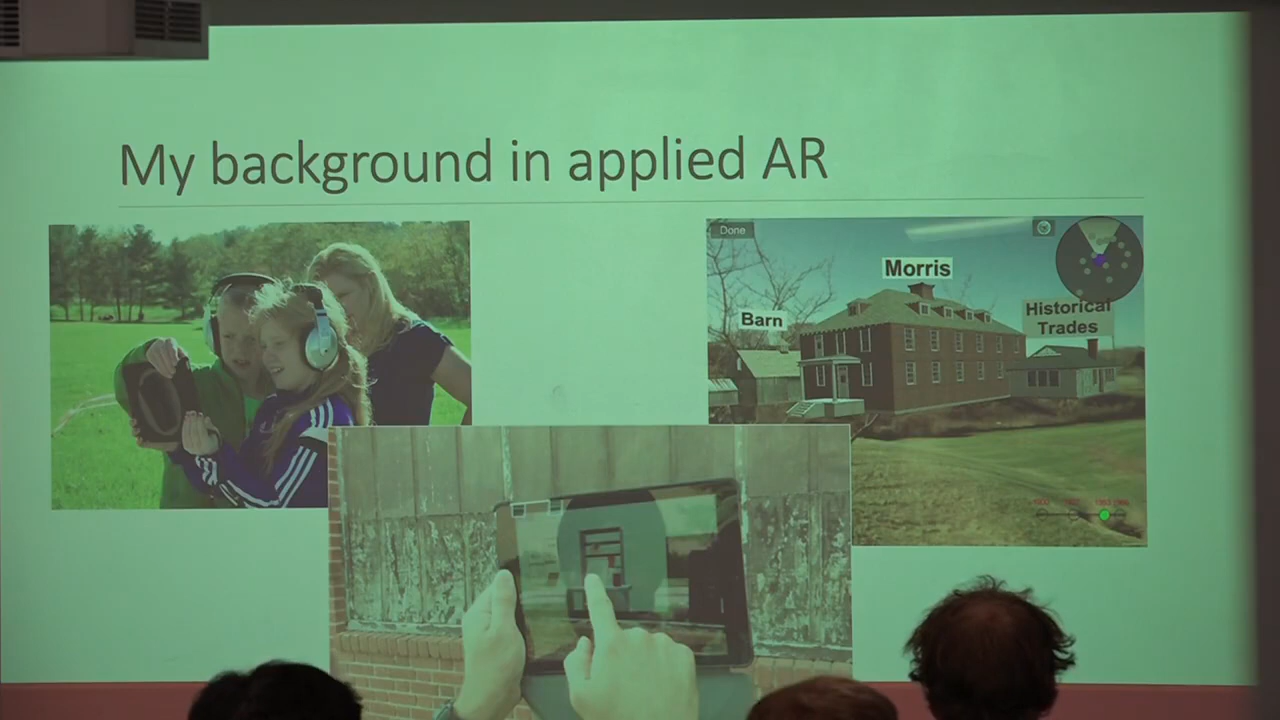 My background in applied AR
Done
Morris
Barn
Historical
Trades